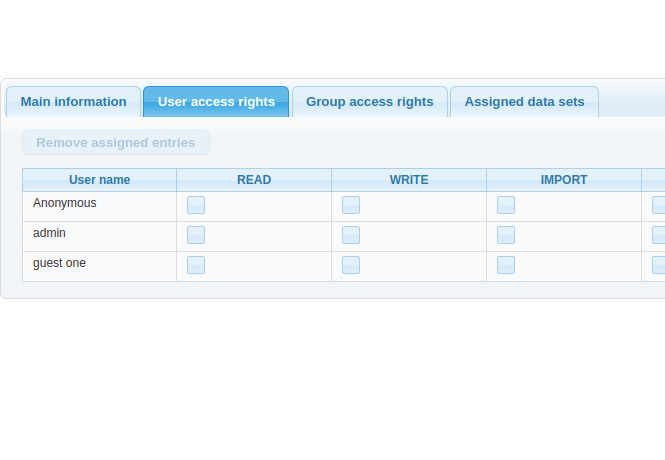 Main information User access rights Group access rights Assigned data sets
Remove assigned entries
User name READ WRITE IMPORT
Anonymous
admin
guest one